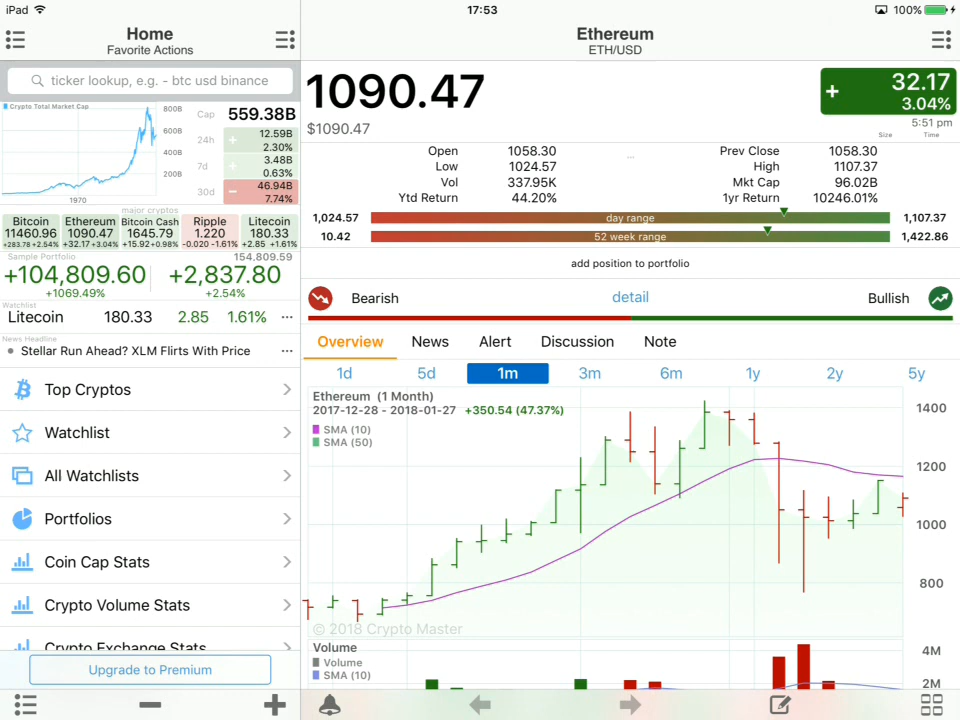 iPad
17:53
100%
Home
Favorite Actions
Ethereum
ETH/USD
ticker lookup, e.g. - btc usd binance
Crypto Total Market Cap
800B
600B
400B
200B
1970
Cap 559.38B
24h + 12.59B
2.30%
7d + 3.48B
0.63%
30d - 46.94B
7.74%
major cryptos
Bitcoin
11460.96
+283.78 +2.54%
Ethereum
1090.47
+32.17 +3.04%
Bitcoin Cash
1645.79
+15.92 +0.98%
Ripple
1.220
-0.020 -1.61%
Litecoin
180.33
+2.85 +1.61%
Sample Portfolio
154,809.59
+104,809.60
+1069.49%
+2,837.80
+2.54%
Watchlist
Litecoin 180.33 2.85 1.61% ...
News Headline
Stellar Run Ahead? XLM Flirts With Price ...
Top Cryptos
Watchlist
All Watchlists
Portfolios
Coin Cap Stats
Crypto Volume Stats
Crypto Exchange Stats
Upgrade to Premium
1090.47
$1090.47
+ 32.17
3.04%
5:51 pm
Size Time
Open 1058.30
Low 1024.57
Vol 337.95K
Ytd Return 44.20%
...
Prev Close 1058.30
High 1107.37
Mkt Cap 96.02B
1yr Return 10246.01%
1,024.57 day range 1,107.37
10.42 52 week range 1,422.86
add position to portfolio
Bearish detail Bullish
Overview News Alert Discussion Note
1d 5d 1m 3m 6m 1y 2y 5y
Ethereum (1 Month)
2017-12-28 - 2018-01-27 +350.54 (47.37%)
SMA (10)
SMA (50)
1400
1200
1000
800
© 2018 Crypto Master
Volume
Volume
SMA (10)
4M
2M